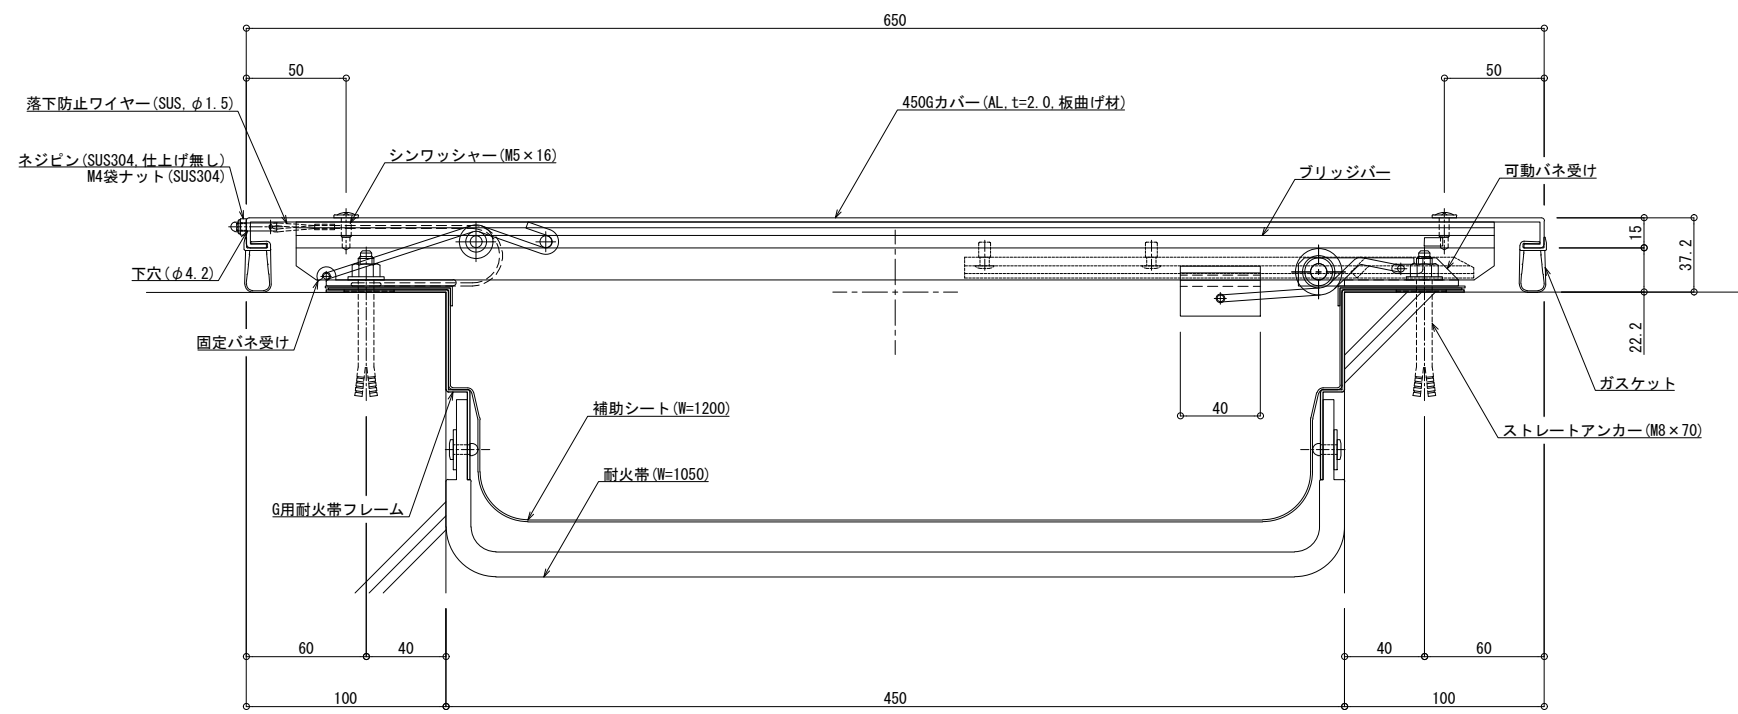 650
50
50
落下防止ワイヤー(SUS,φ1.5)
450Gカバー(AL,t=2.0,板曲げ材)
ネジピン(SUS304,仕上げ無し)
M4袋ナット(SUS304)
シンワッシャー(M5×16)
ブリッジバー
可動バネ受け
15
37.2
下穴(φ4.2)
固定バネ受け
22.2
ガスケット
補助シート(W=1200)
40
ストレートアンカー(M8×70)
耐火帯(W=1050)
G用耐火帯フレーム
60
40
40
60
100
450
100